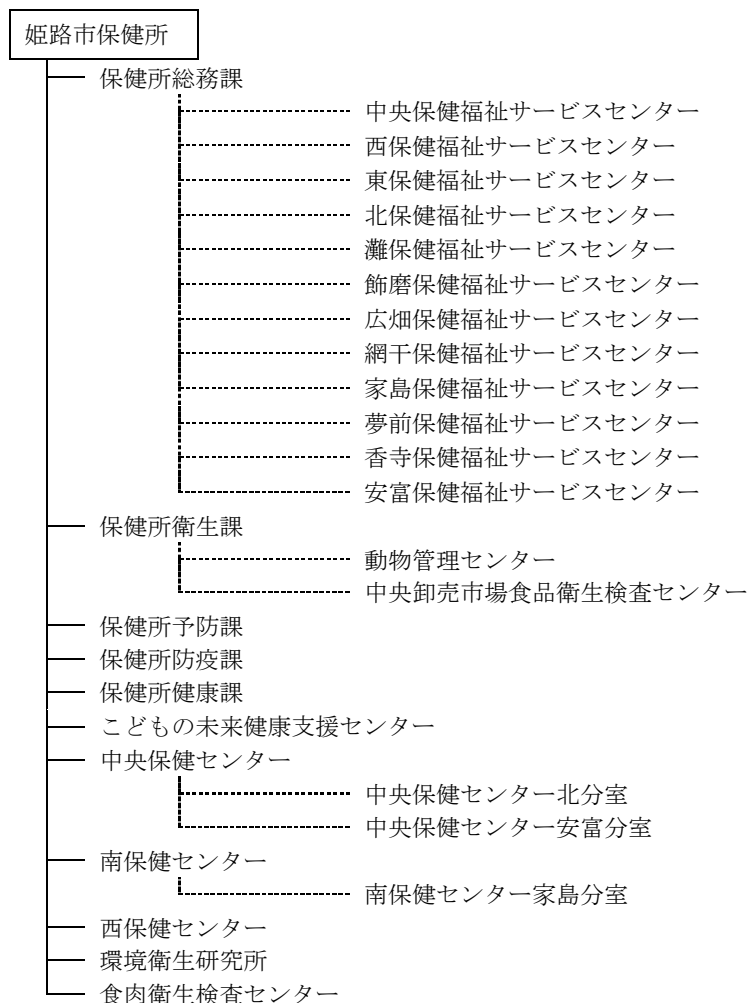 姫路市保健所
保健所総務課
中央保健福祉サービスセンター
西保健福祉サービスセンター
東保健福祉サービスセンター
北保健福祉サービスセンター
灘保健福祉サービスセンター
飾磨保健福祉サービスセンター
広畑保健福祉サービスセンター
網干保健福祉サービスセンター
家島保健福祉サービスセンター
夢前保健福祉サービスセンター
香寺保健福祉サービスセンター
安富保健福祉サービスセンター
保健所衛生課
動物管理センター
中央卸売市場食品衛生検査センター
保健所予防課
保健所防疫課
保健所健康課
こどもの未来健康支援センター
中央保健センター
中央保健センター北分室
中央保健センター安富分室
南保健センター
南保健センター家島分室
西保健センター
環境衛生研究所
食肉衛生検査センター